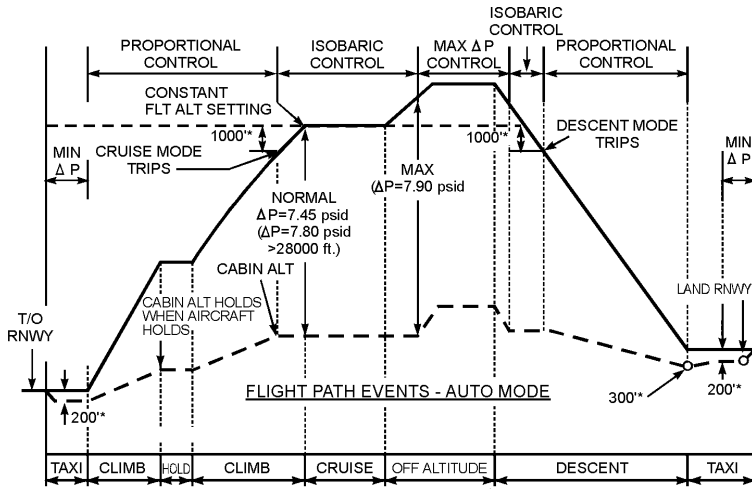 PROPORTIONAL
CONTROL
ISOBARIC
CONTROL
MAX Δ P
CONTROL
ISOBARIC
CONTROL
PROPORTIONAL
CONTROL
CONSTANT
FLT ALT SETTING
1000'*
CRUISE MODE
TRIPS
1000'*
DESCENT MODE
TRIPS
MIN
Δ P
MIN
Δ P
NORMAL
ΔP=7.45 psid
(ΔP=7.80 psid
>28000 ft.)
MAX
(ΔP=7.90 psid
CABIN ALT
CABIN ALT HOLDS
WHEN AIRCRAFT
HOLDS
T/O
RNWY
LAND RNWY
200'*
FLIGHT PATH EVENTS - AUTO MODE
300'*
200'*
TAXI
CLIMB
HOLD
CLIMB
CRUISE
OFF ALTITUDE
DESCENT
TAXI